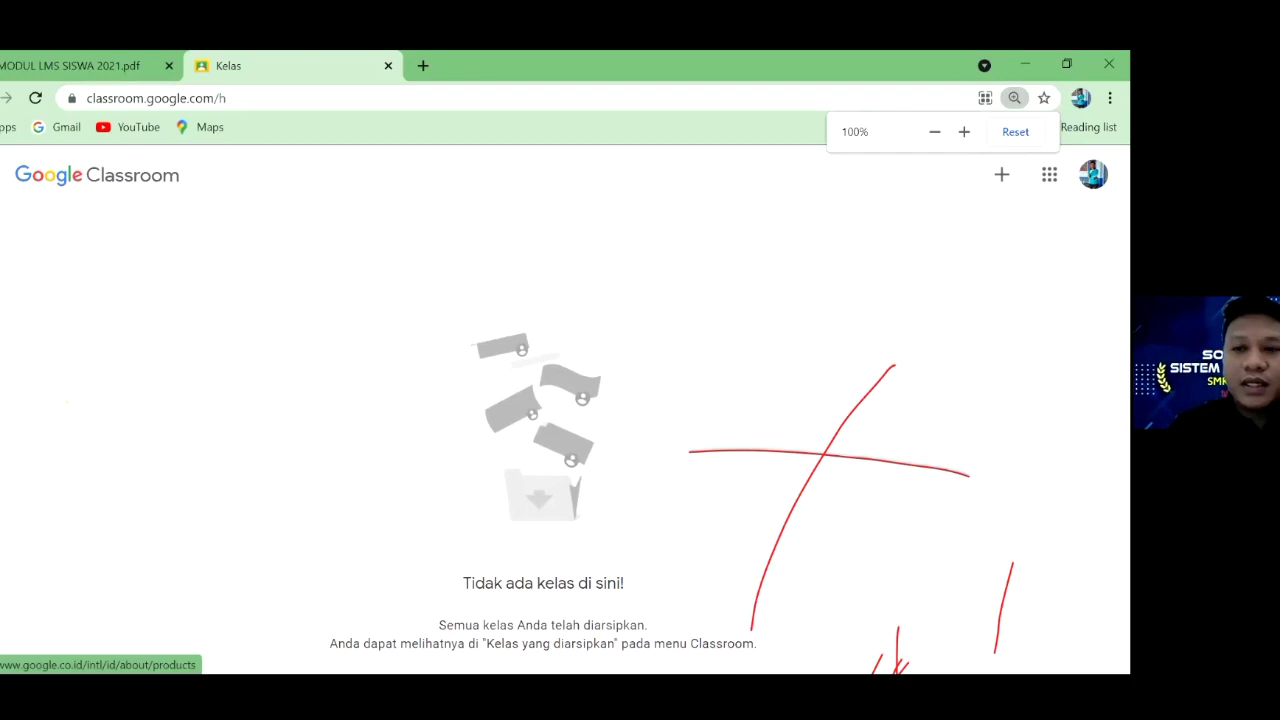 MODUL LMS SISWA 2021.pdf
Kelas
classroom.google.com/h
Gmail
YouTube
Maps
Reading list
100%
Reset
Google Classroom
SISTEM
Tidak ada kelas di sini!
Semua kelas Anda telah diarsipkan.
Anda dapat melihatnya di "Kelas yang diarsipkan" pada menu Classroom.
www.google.co.id/intl/id/about/products